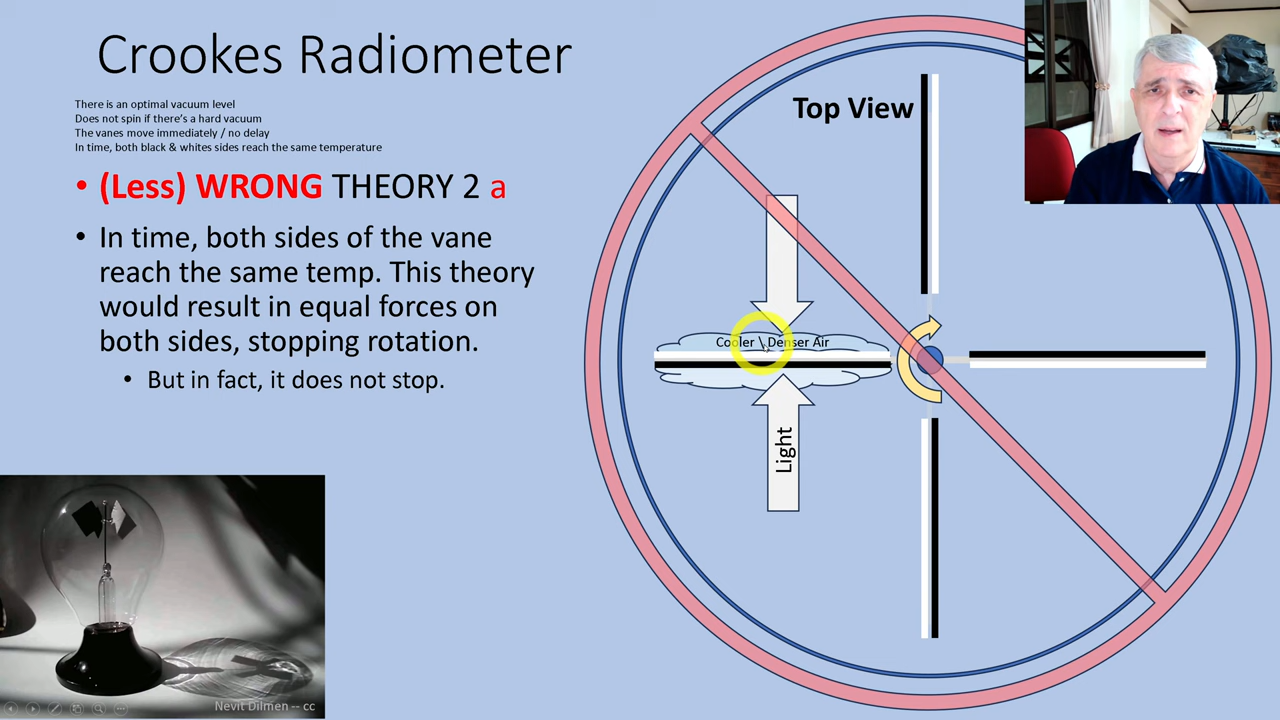 Crookes Radiometer
There is an optimal vacuum level
Does not spin if there's a hard vacuum
The vanes move immediately / no delay
In time, both black & whites sides reach the same temperature
• (Less) WRONG THEORY 2 a
• In time, both sides of the vane
reach the same temp. This theory
would result in equal forces on
both sides, stopping rotation.
• But in fact, it does not stop.
Top View
Cooler \ Denser Air
Light
Nevit Dilmen -- cc